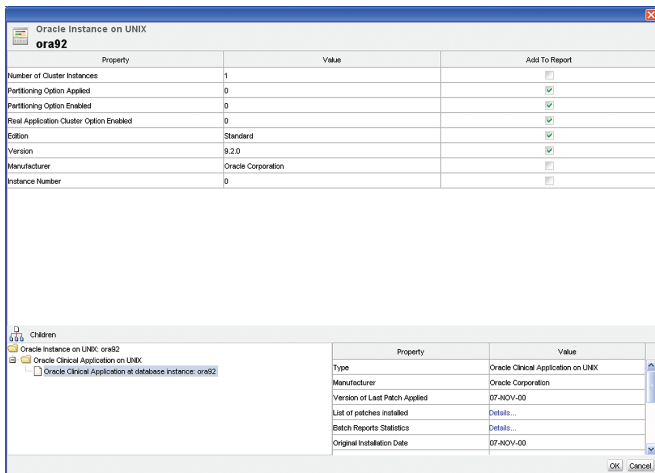 Oracle Instance on UNIX
ora92
Property Value Add To Report
Number of Cluster Instances 1
Partitioning Option Applied 0
Partitioning Option Enabled 0
Real Application Cluster Option Enabled 0
Edition Standard
Version 9.2.0
Manufacturer Oracle Corporation
Instance Number 0
Children
Oracle Instance on UNIX: ora92
Oracle Clinical Application on UNIX
Oracle Clinical Application at database instance: ora92
Property Value
Type Oracle Clinical Application on UNIX
Manufacturer Oracle Corporation
Version of Last Patch Applied 07-NOV-00
List of patches installed Details...
Batch Reports Statistics Details...
Original Installation Date 07-NOV-00
OK Cancel